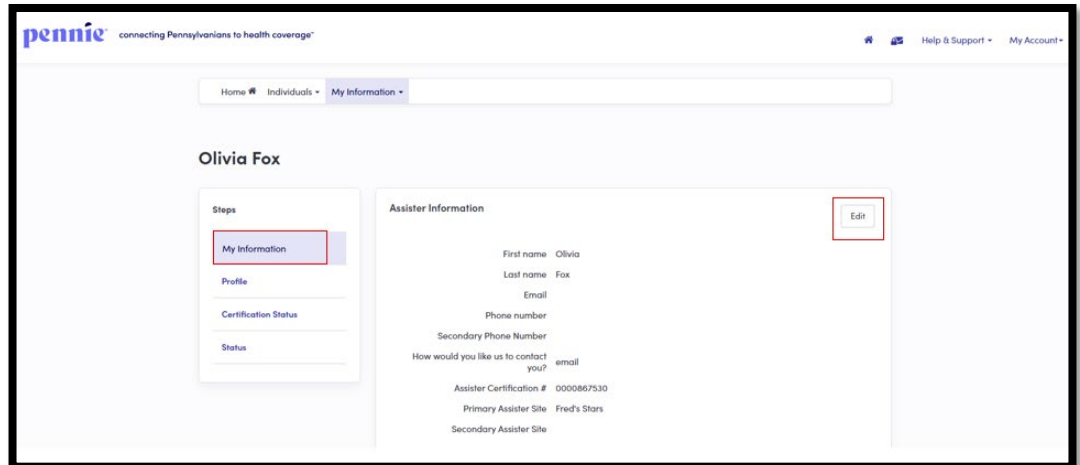 pennie® connecting Pennsylvanians to health coverage™
Help & Support My Account
Home Individuals My Information
Olivia Fox
Steps
My Information
Profile
Certification Status
Status
Assister Information
Edit
First name Olivia
Last name Fox
Email
Phone number
Secondary Phone Number
How would you like us to contact
you? email
Assister Certification # 0000867530
Primary Assister Site Fred's Stars
Secondary Assister Site